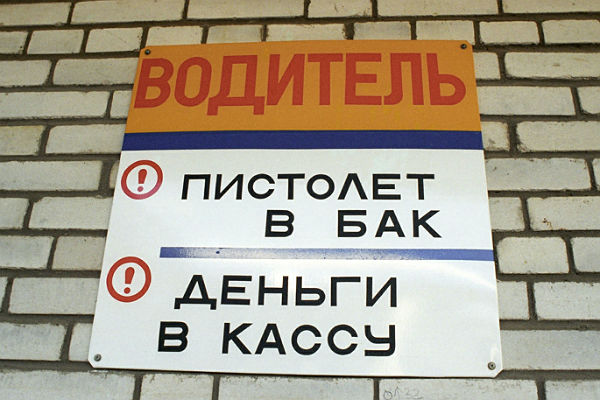 ВОДИТЕЛЬ
! ПИСТОЛЕТ
В БАК
! ДЕНЬГИ
В КАССУ